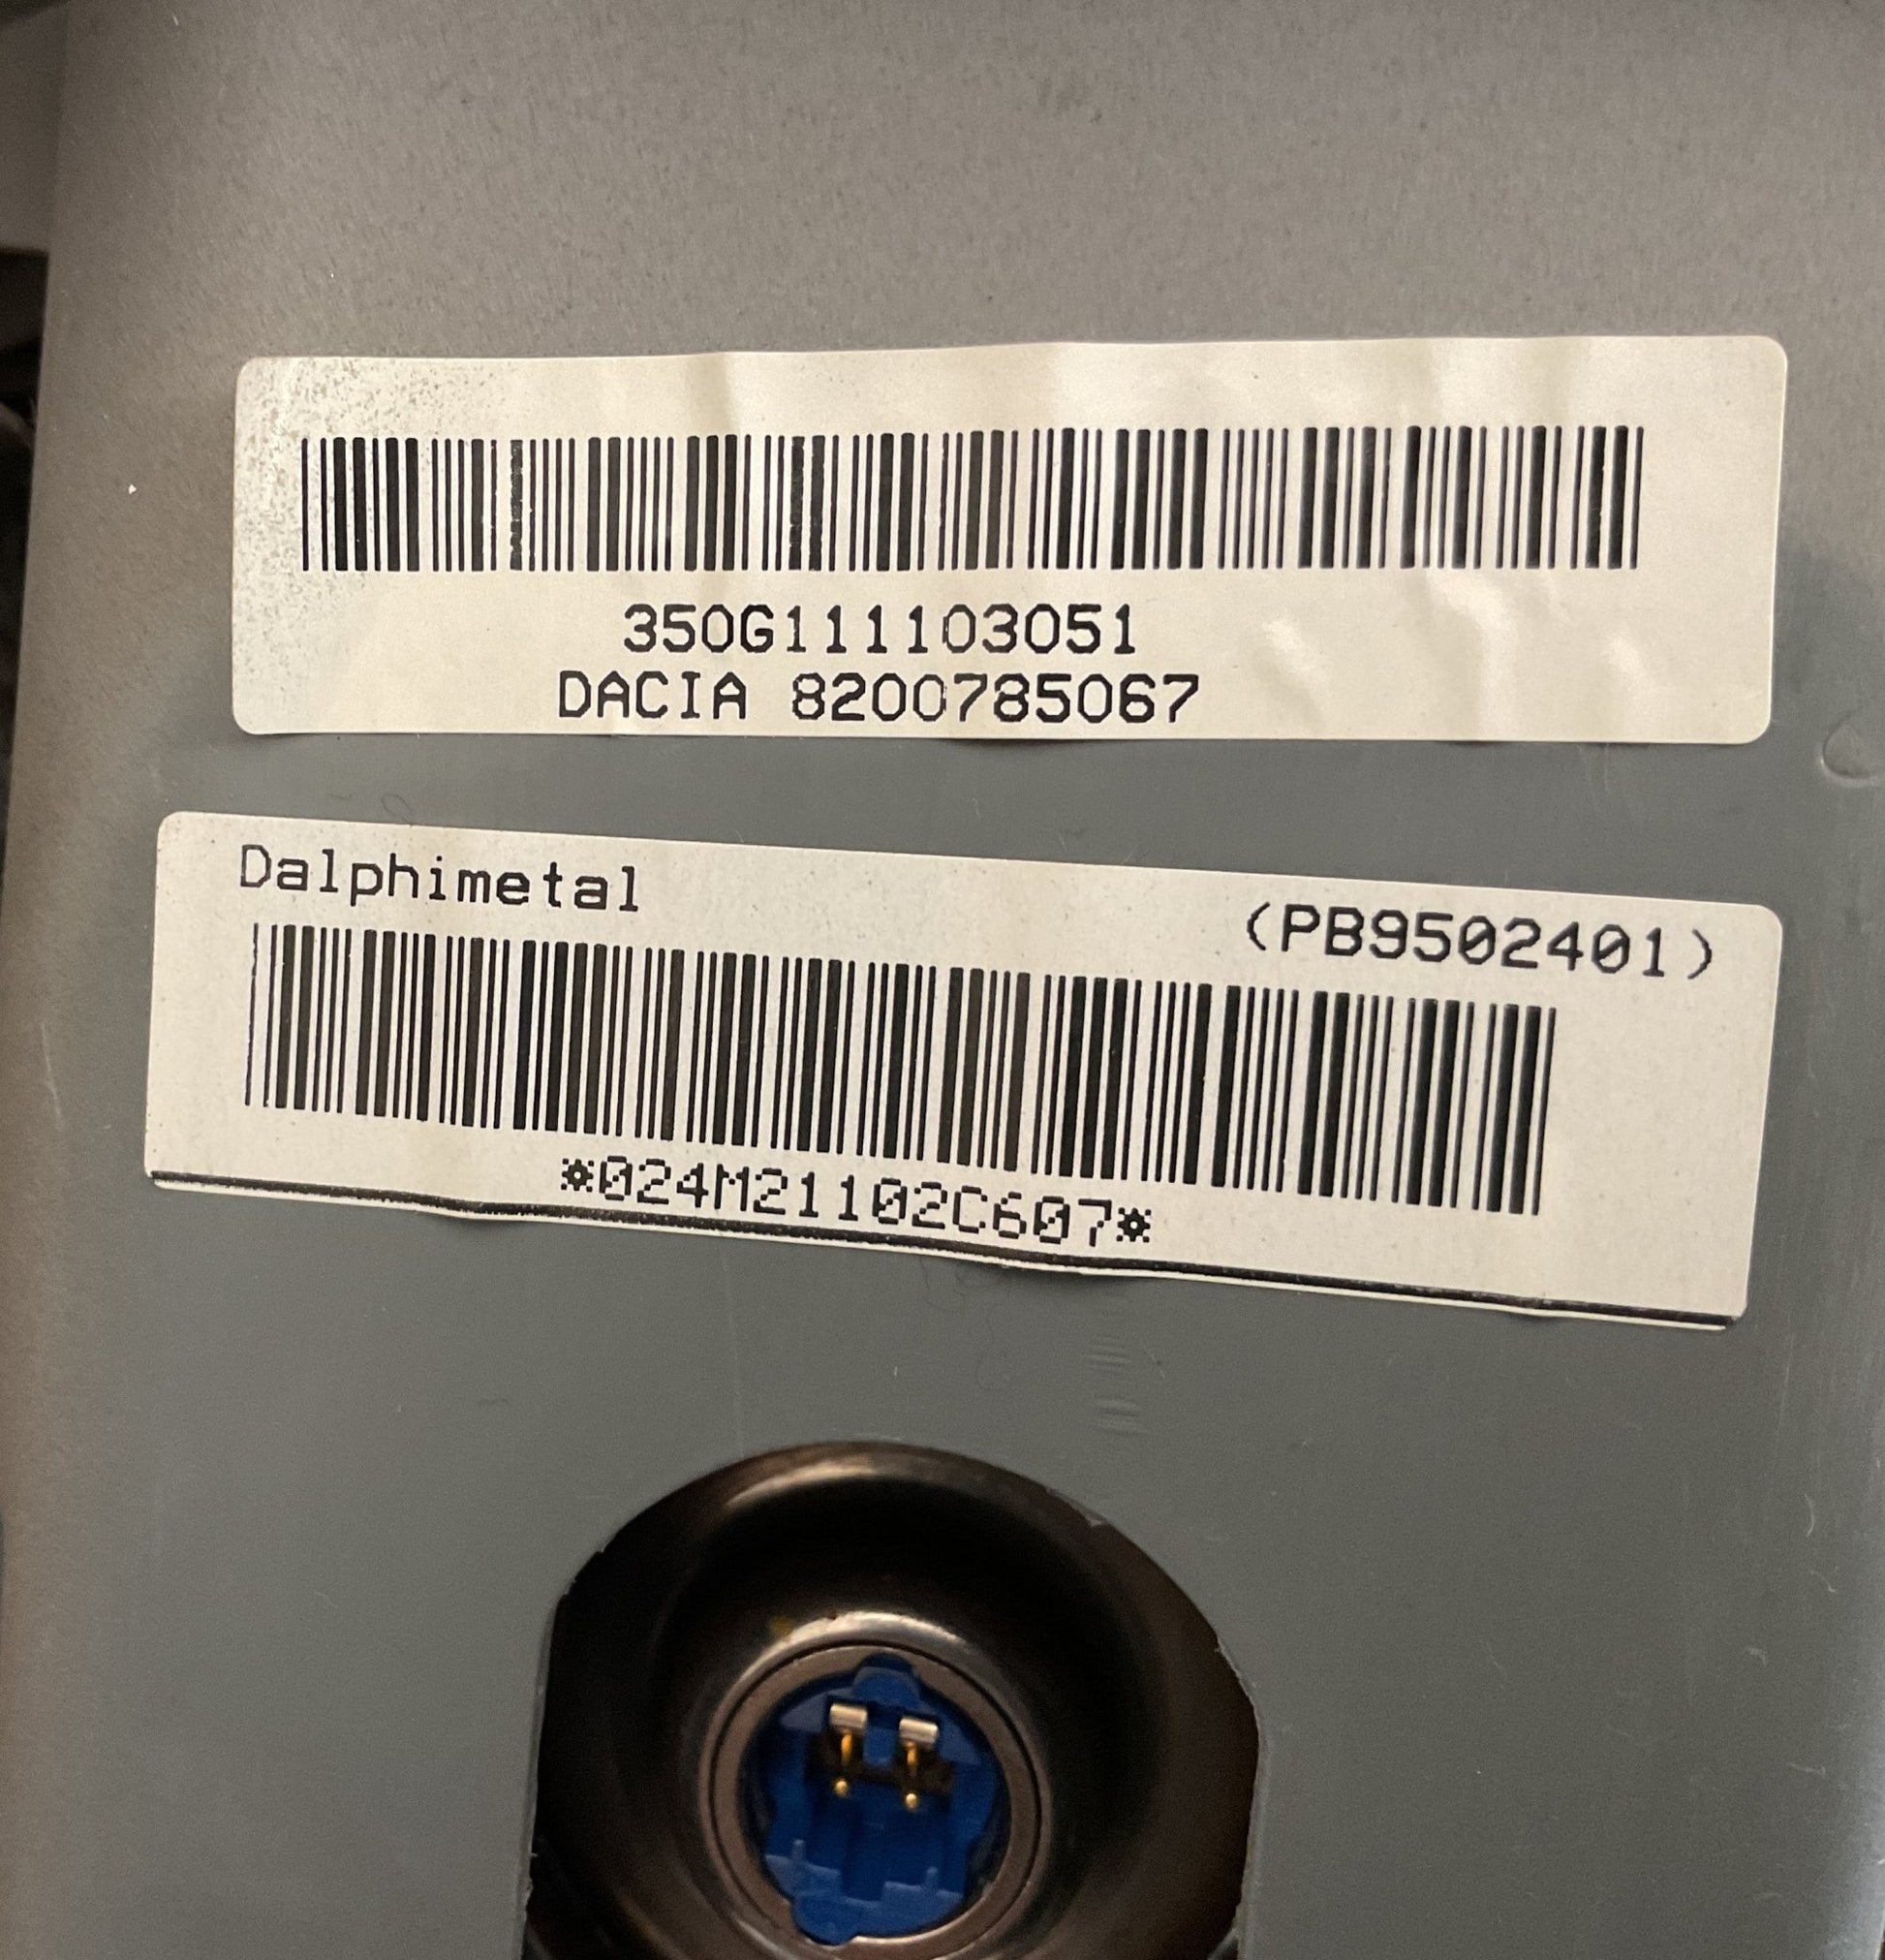 350G111103051
DACIA 8200785067
Dalphimetal
(PB9502401)
*024M21102C607*